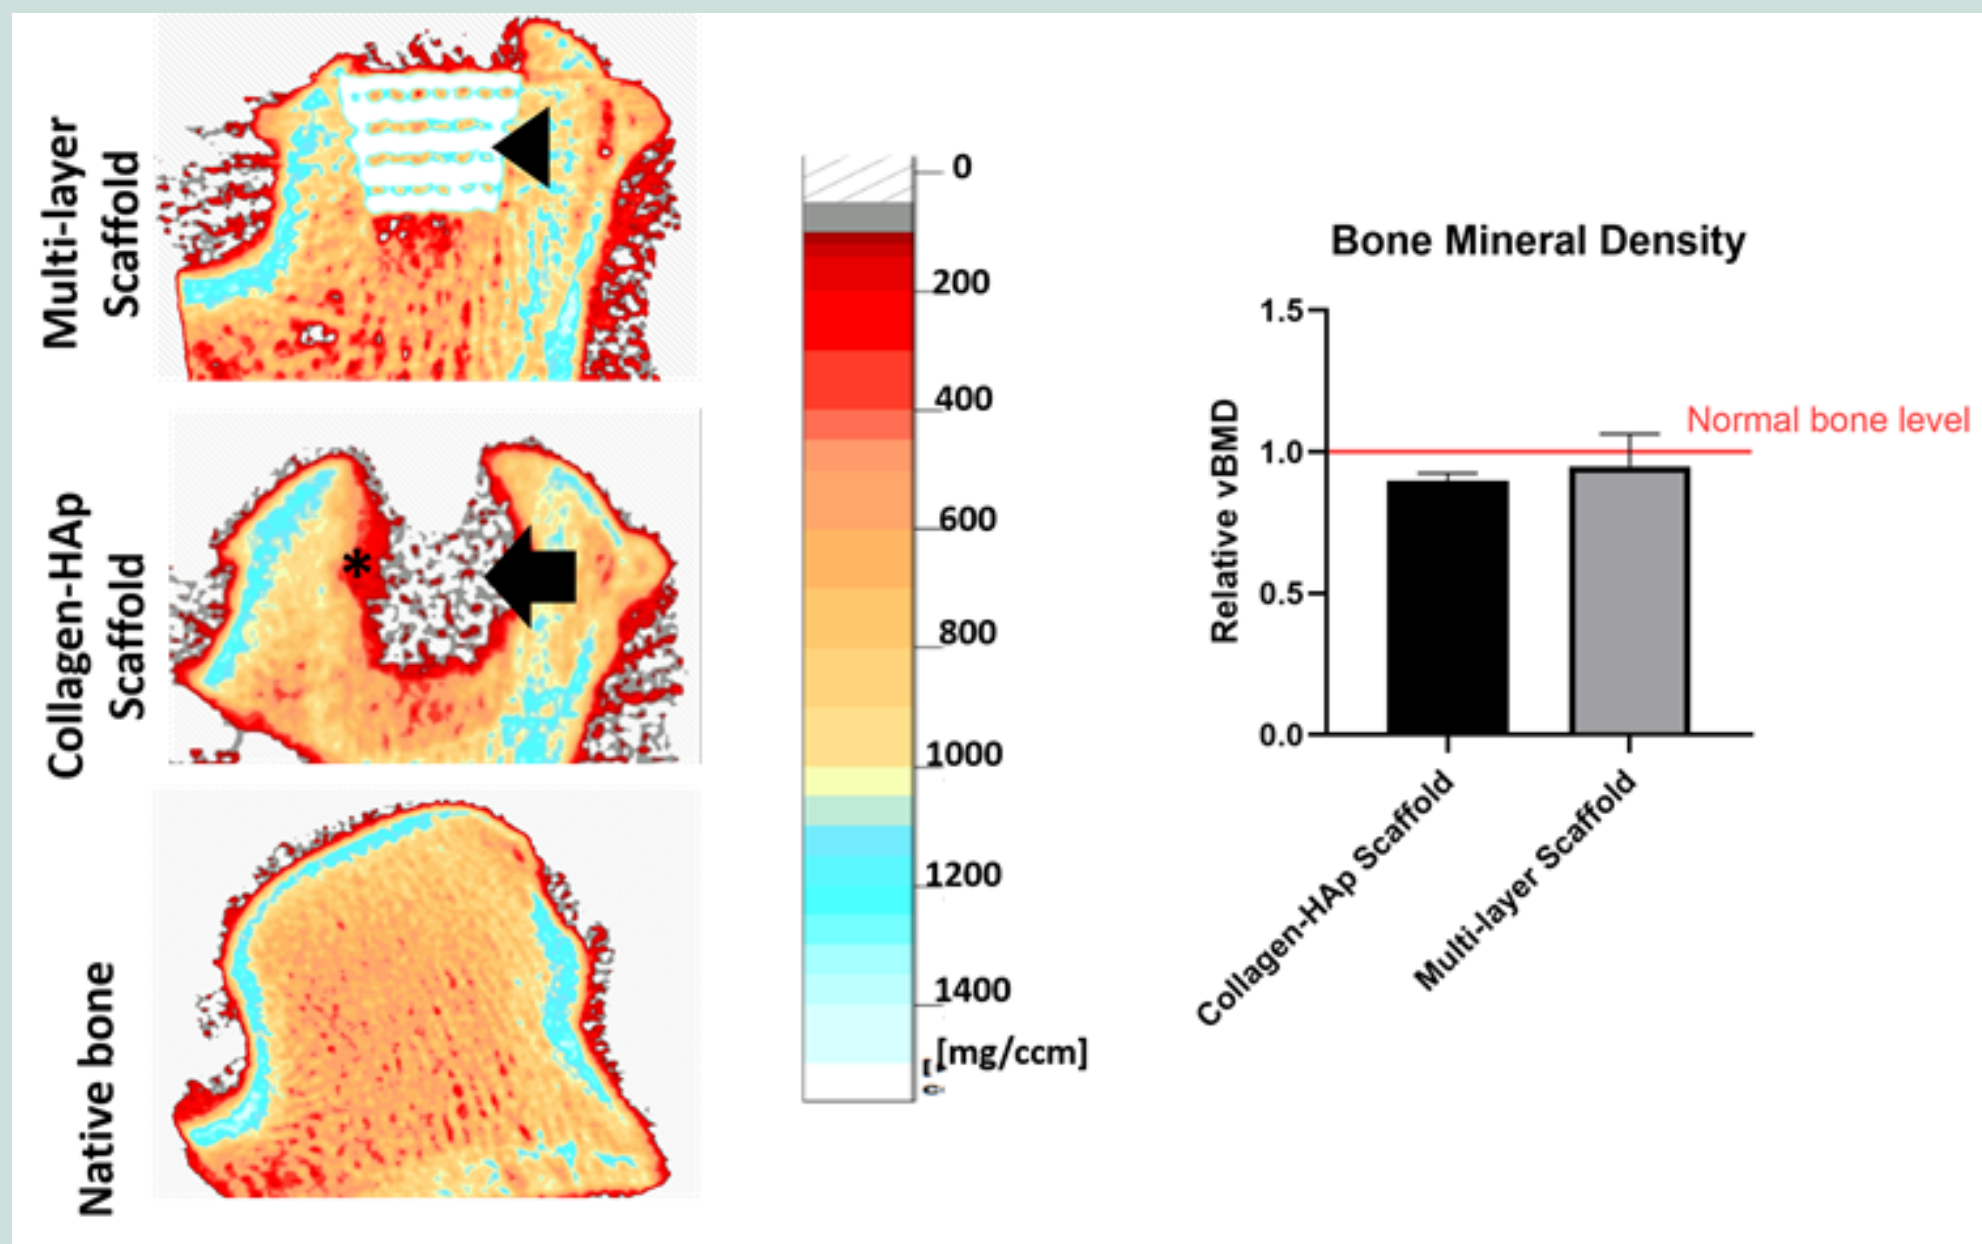 Multi-layer
Scaffold
Collagen-HAp
Scaffold
*
Native bone
0
200
400
600
800
1000
1200
1400
[mg/ccm]
Bone Mineral Density
Relative vBMD
1.5
1.0
0.5
0.0
Normal bone level
Collagen-HAp Scaffold
Multi-layer Scaffold